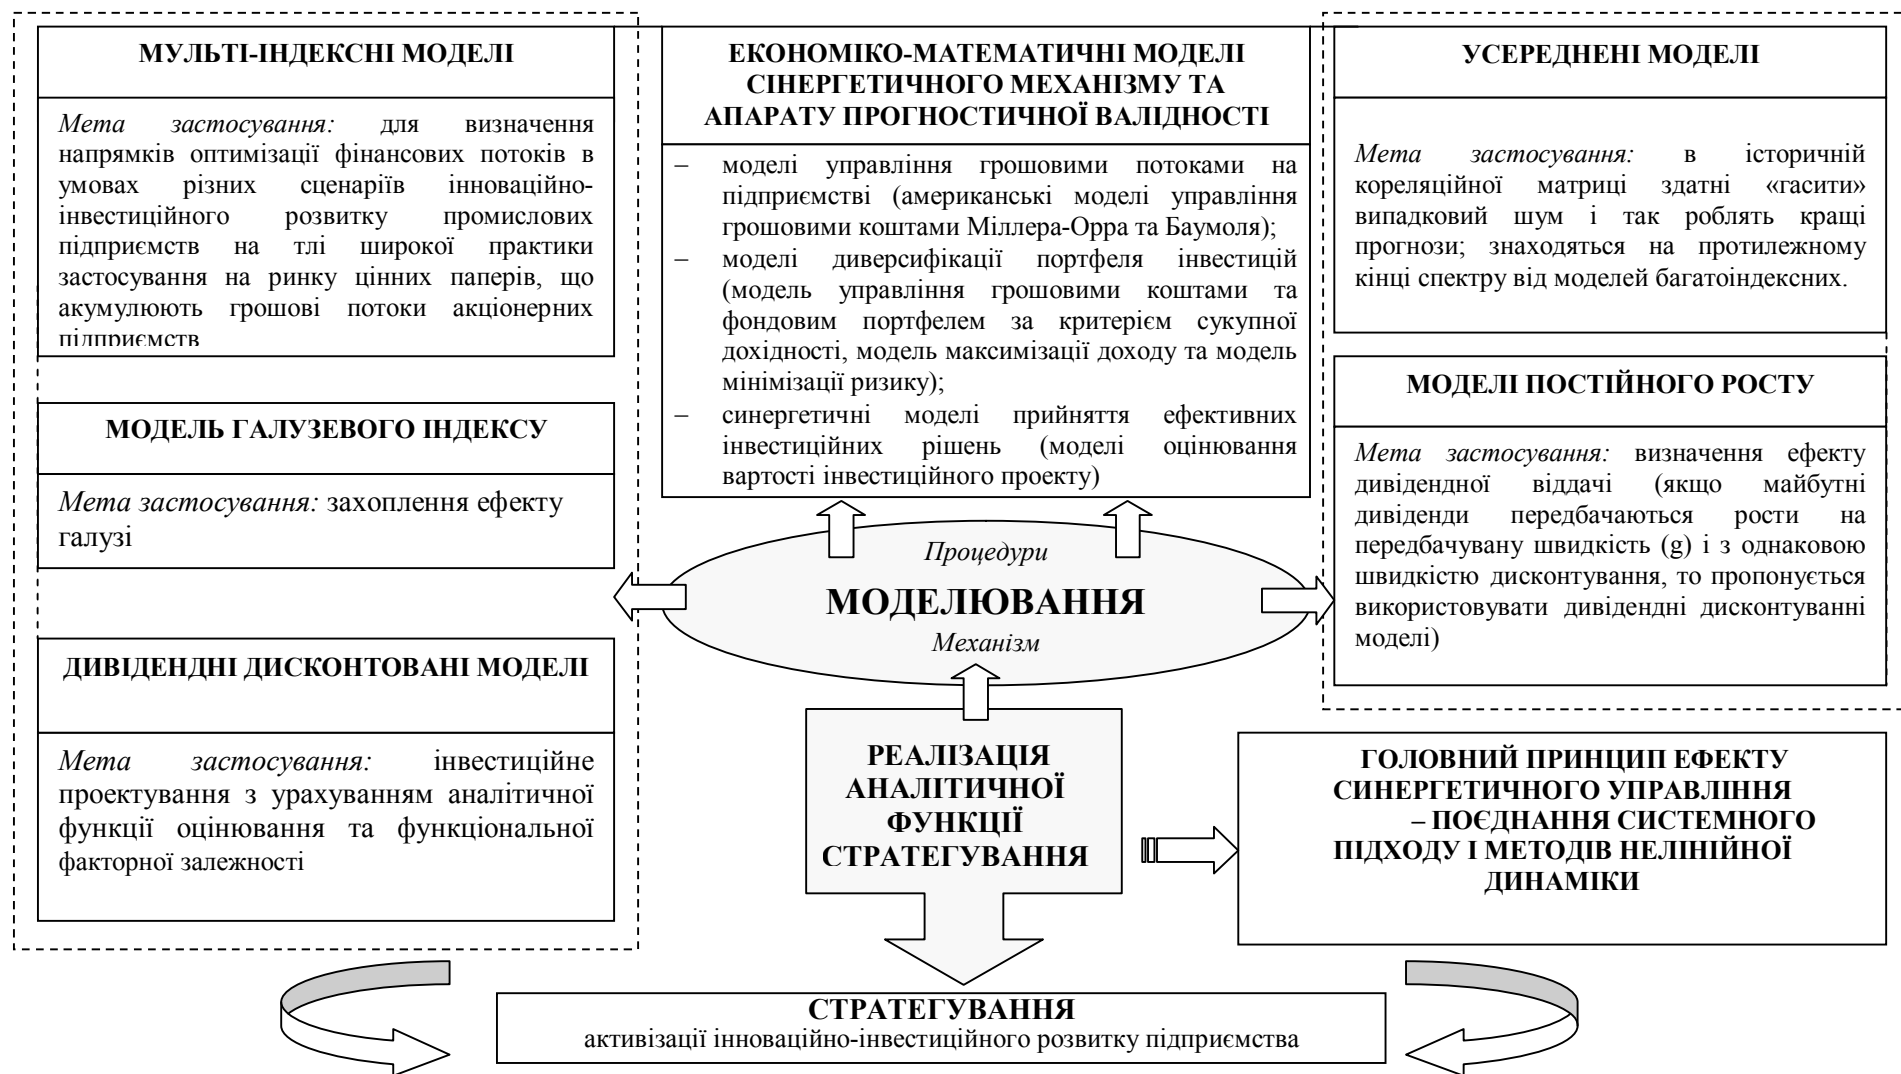 МУЛЬТИ-ІНДЕКСНІ МОДЕЛІ
Мета застосування: для визначення
напрямків оптимізації фінансових потоків в
умовах різних сценаріїв інноваційно-
інвестиційного розвитку промислових
підприємств на тлі широкої практики
застосування на ринку цінних паперів, що
акумулюють грошові потоки акціонерних
підприємств
МОДЕЛЬ ГАЛУЗЕВОГО ІНДЕКСУ
Мета застосування: захоплення ефекту
галузі
ДИВІДЕНДНІ ДИСКОНТОВАНІ МОДЕЛІ
Мета застосування: інвестиційне
проектування з урахуванням аналітичної
функції оцінювання та функціональної
факторної залежності
ЕКОНОМІКО-МАТЕМАТИЧНІ МОДЕЛІ
СІНЕРГЕТИЧНОГО МЕХАНІЗМУ ТА
АПАРАТУ ПРОГНОСТИЧНОЇ ВАЛІДНОСТІ
– моделі управління грошовими потоками на
підприємстві (американські моделі управління
грошовими коштами Міллера-Орра та Баумоля);
– моделі диверсифікації портфеля інвестицій
(модель управління грошовими коштами та
фондовим портфелем за критерієм сукупної
дохідності, модель максимізації доходу та модель
мінімізації ризику);
– синергетичні моделі прийняття ефективних
інвестиційних рішень (моделі оцінювання
вартості інвестиційного проекту)
Процедури
МОДЕЛЮВАННЯ
Механізм
РЕАЛІЗАЦІЯ
АНАЛІТИЧНОЇ
ФУНКЦІЇ
СТРАТЕГУВАННЯ
УСЕРЕДНЕНІ МОДЕЛІ
Мета застосування: в історичній
кореляційної матриці здатні «гасити»
випадковий шум і так роблять кращі
прогнози; знаходяться на протилежному
кінці спектру від моделей багатоіндексних.
МОДЕЛІ ПОСТІЙНОГО РОСТУ
Мета застосування: визначення ефекту
дивідендної віддачі (якщо майбутні
дивіденди передбачаються рости на
передбачувану швидкість (g) і з однаковою
швидкістю дисконтування, то пропонується
використовувати дивідендні дисконтуванні
моделі)
ГОЛОВНИЙ ПРИНЦИП ЕФЕКТУ
СИНЕРГЕТИЧНОГО УПРАВЛІННЯ
– ПОЄДНАННЯ СИСТЕМНОГО
ПІДХОДУ І МЕТОДІВ НЕЛІНІЙНОЇ
ДИНАМІКИ
СТРАТЕГУВАННЯ
активізації інноваційно-інвестиційного розвитку підприємства